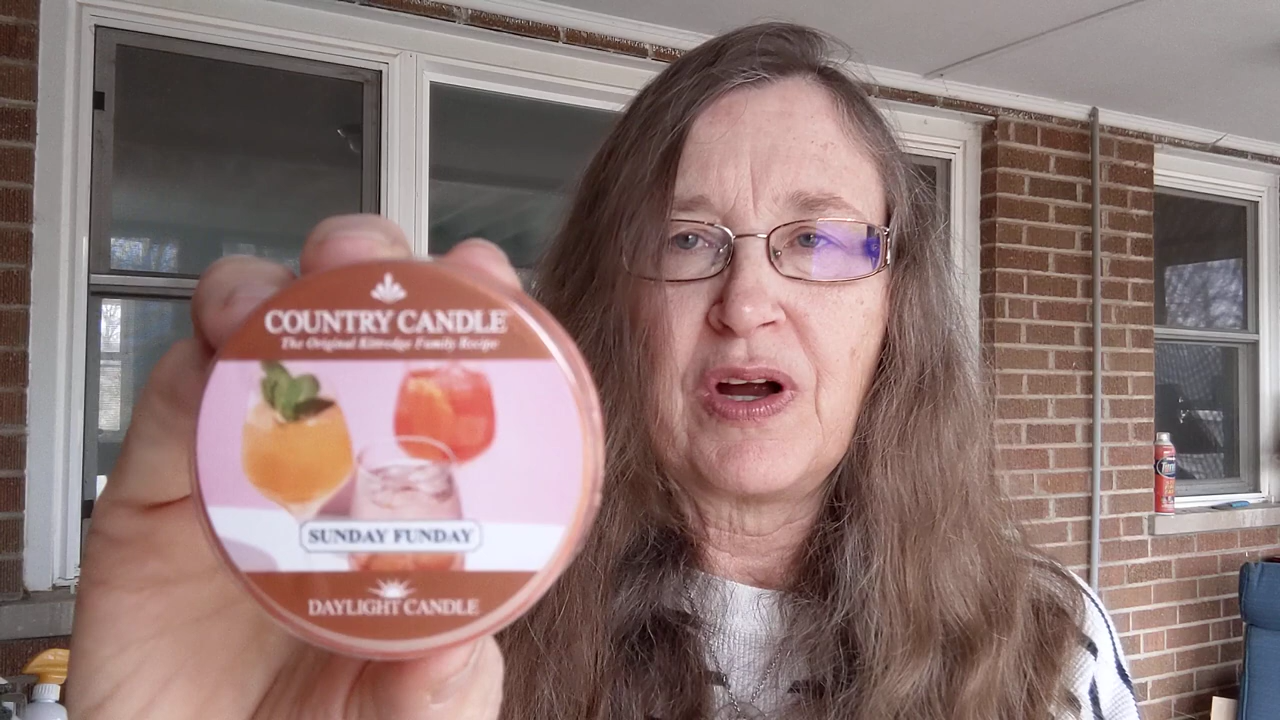 COUNTRY CANDLE
The Original Kittredge Family Recipe
SUNDAY FUNDAY
DAYLIGHT CANDLE